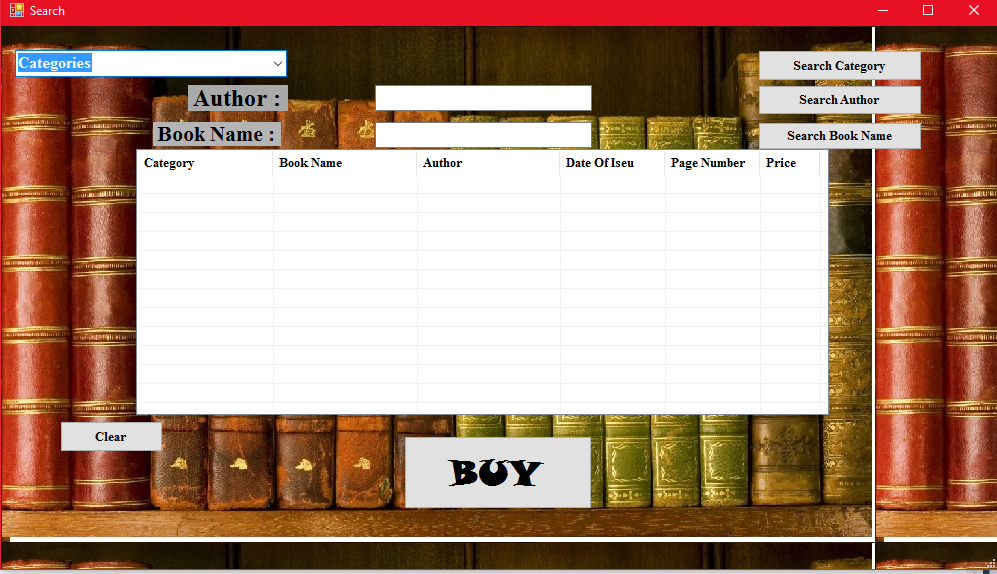 Search
Categories
Search Category
Author :
Search Author
Book Name :
Search Book Name
Category Book Name Author Date Of Iseu Page Number Price
Clear
BUY